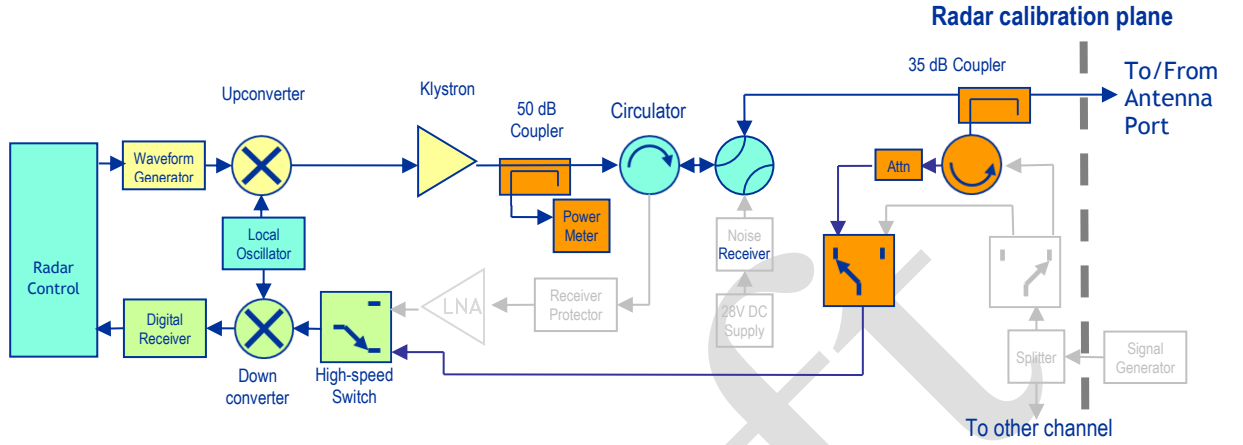 Radar calibration plane
35 dB Coupler
To/From
Antenna
Port
Klystron
Upconverter
50 dB
Coupler
Circulator
Waveform
Generator
Attn
Power
Meter
Local
Oscillator
Noise
Receiver
Radar
Control
LNA
Receiver
Protector
28V DC
Supply
Digital
Receiver
Splitter
Signal
Generator
Down
converter
High-speed
Switch
To other channel